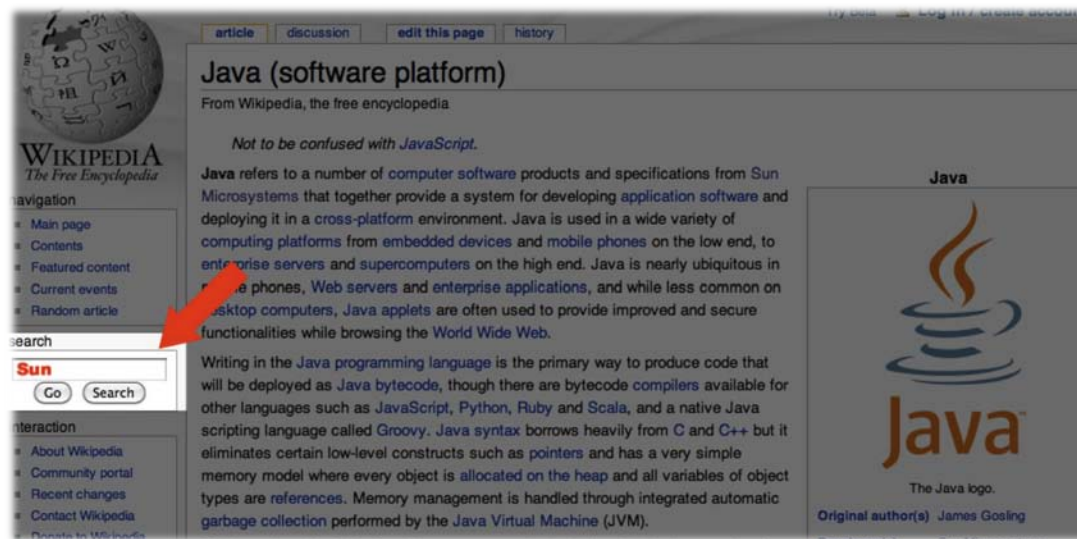 Try Beta Log in / create account
article discussion edit this page history
Java (software platform)
From Wikipedia, the free encyclopedia
Not to be confused with JavaScript.
WIKIPEDIA
The Free Encyclopedia
navigation
Main page
Contents
Featured content
Current events
Random article
search
Sun
Go Search
interaction
About Wikipedia
Community portal
Recent changes
Contact Wikipedia
Donate to Wikipedia
Java refers to a number of computer software products and specifications from Sun
Microsystems that together provide a system for developing application software and
deploying it in a cross-platform environment. Java is used in a wide variety of
computing platforms from embedded devices and mobile phones on the low end, to
enterprise servers and supercomputers on the high end. Java is nearly ubiquitous in
phones, Web servers and enterprise applications, and while less common on
desktop computers, Java applets are often used to provide improved and secure
functionalities while browsing the World Wide Web.
Writing in the Java programming language is the primary way to produce code that
will be deployed as Java bytecode, though there are bytecode compilers available for
other languages such as JavaScript, Python, Ruby and Scala, and a native Java
scripting language called Groovy. Java syntax borrows heavily from C and C++ but it
eliminates certain low-level constructs such as pointers and has a very simple
memory model where every object is allocated on the heap and all variables of object
types are references. Memory management is handled through integrated automatic
garbage collection performed by the Java Virtual Machine (JVM).
Java
Java
The Java logo.
Original author(s) James Gosling